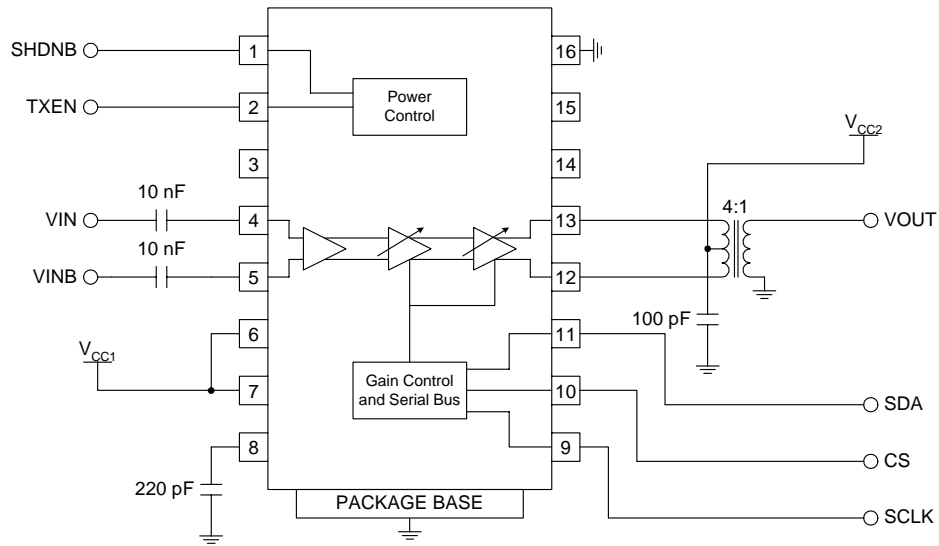 SHDNB
TXEN
1
2
3
Power
Control
16
15
14
V_CC2
10 nF
VIN
4
10 nF
VINB
5
13
12
4:1
VOUT
6
V_CC1
7
8
220 pF
Gain Control
and Serial Bus
11
10
9
100 pF
SDA
CS
SCLK
PACKAGE BASE